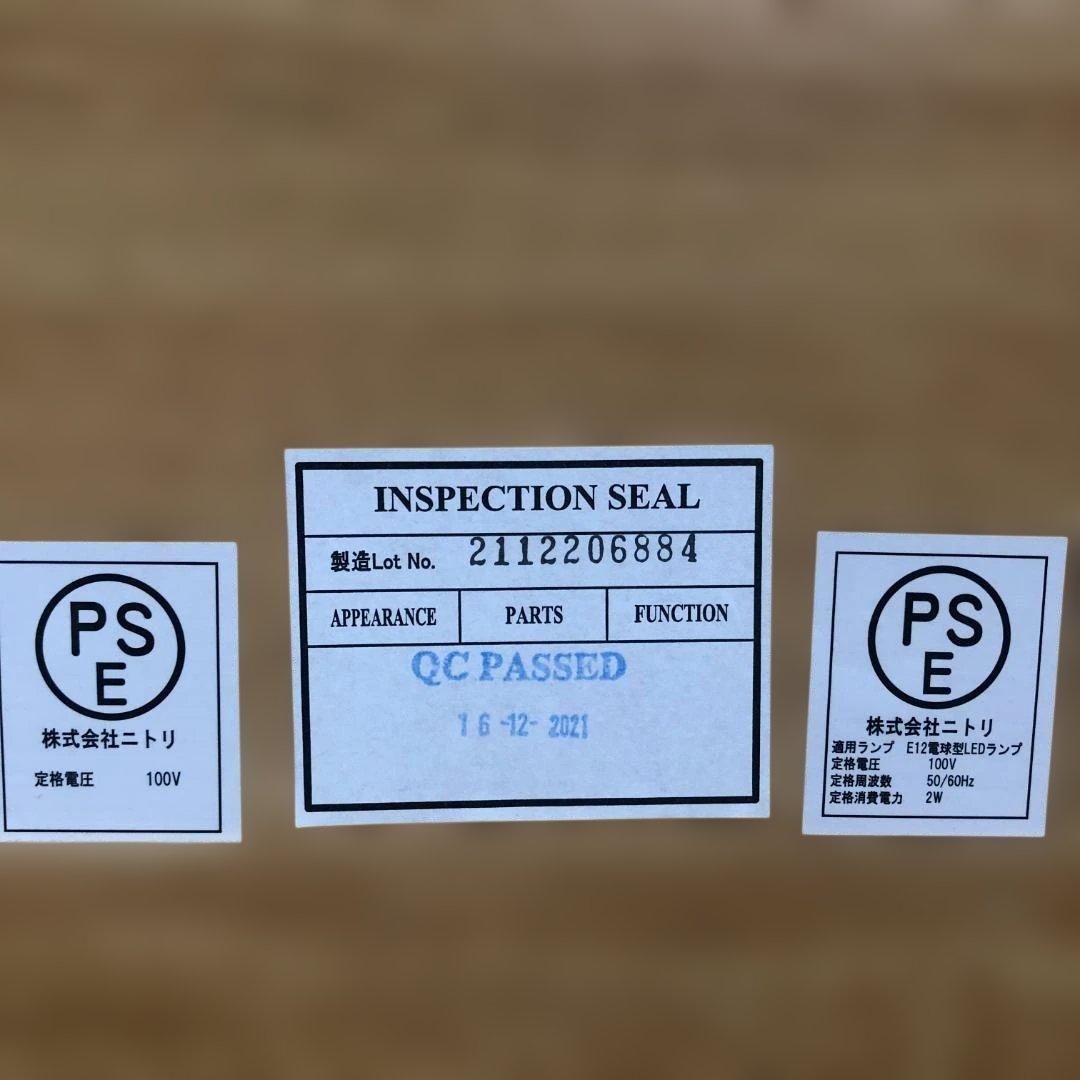 PS
E
株式会社ニトリ
定格電圧 100V
INSPECTION SEAL
製造Lot No. 2112206884
APPEARANCE PARTS FUNCTION
QC PASSED
16-12-2021
PS
E
株式会社ニトリ
適用ランプ E12電球型LEDランプ
定格電圧 100V
定格周波数 50/60Hz
定格消費電力 2W